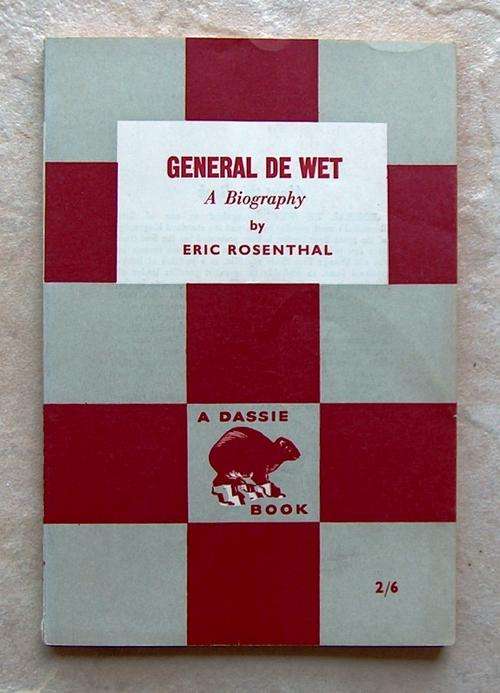 GENERAL DE WET
A Biography
by
ERIC ROSENTHAL
A DASSIE
BOOK
2/6